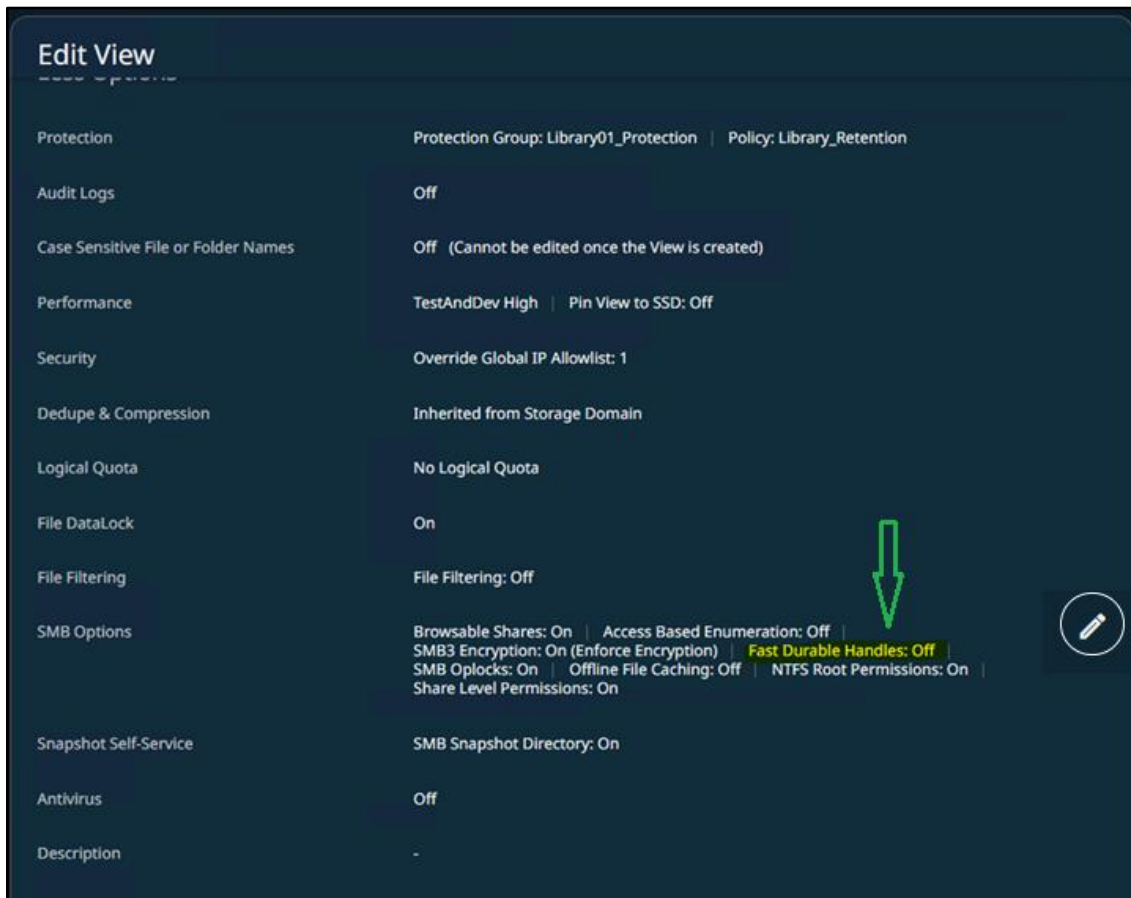 Edit View
Less Options
Protection
Protection Group: Library01_Protection | Policy: Library_Retention
Audit Logs
Off
Case Sensitive File or Folder Names
Off (Cannot be edited once the View is created)
Performance
TestAndDev High | Pin View to SSD: Off
Security
Override Global IP Allowlist: 1
Dedupe & Compression
Inherited from Storage Domain
Logical Quota
No Logical Quota
File DataLock
On
File Filtering
File Filtering: Off
SMB Options
Browsable Shares: On | Access Based Enumeration: Off |
SMB3 Encryption: On (Enforce Encryption) | Fast Durable Handles: Off |
SMB Oplocks: On | Offline File Caching: Off | NTFS Root Permissions: On |
Share Level Permissions: On
Snapshot Self-Service
SMB Snapshot Directory: On
Antivirus
Off
Description
-